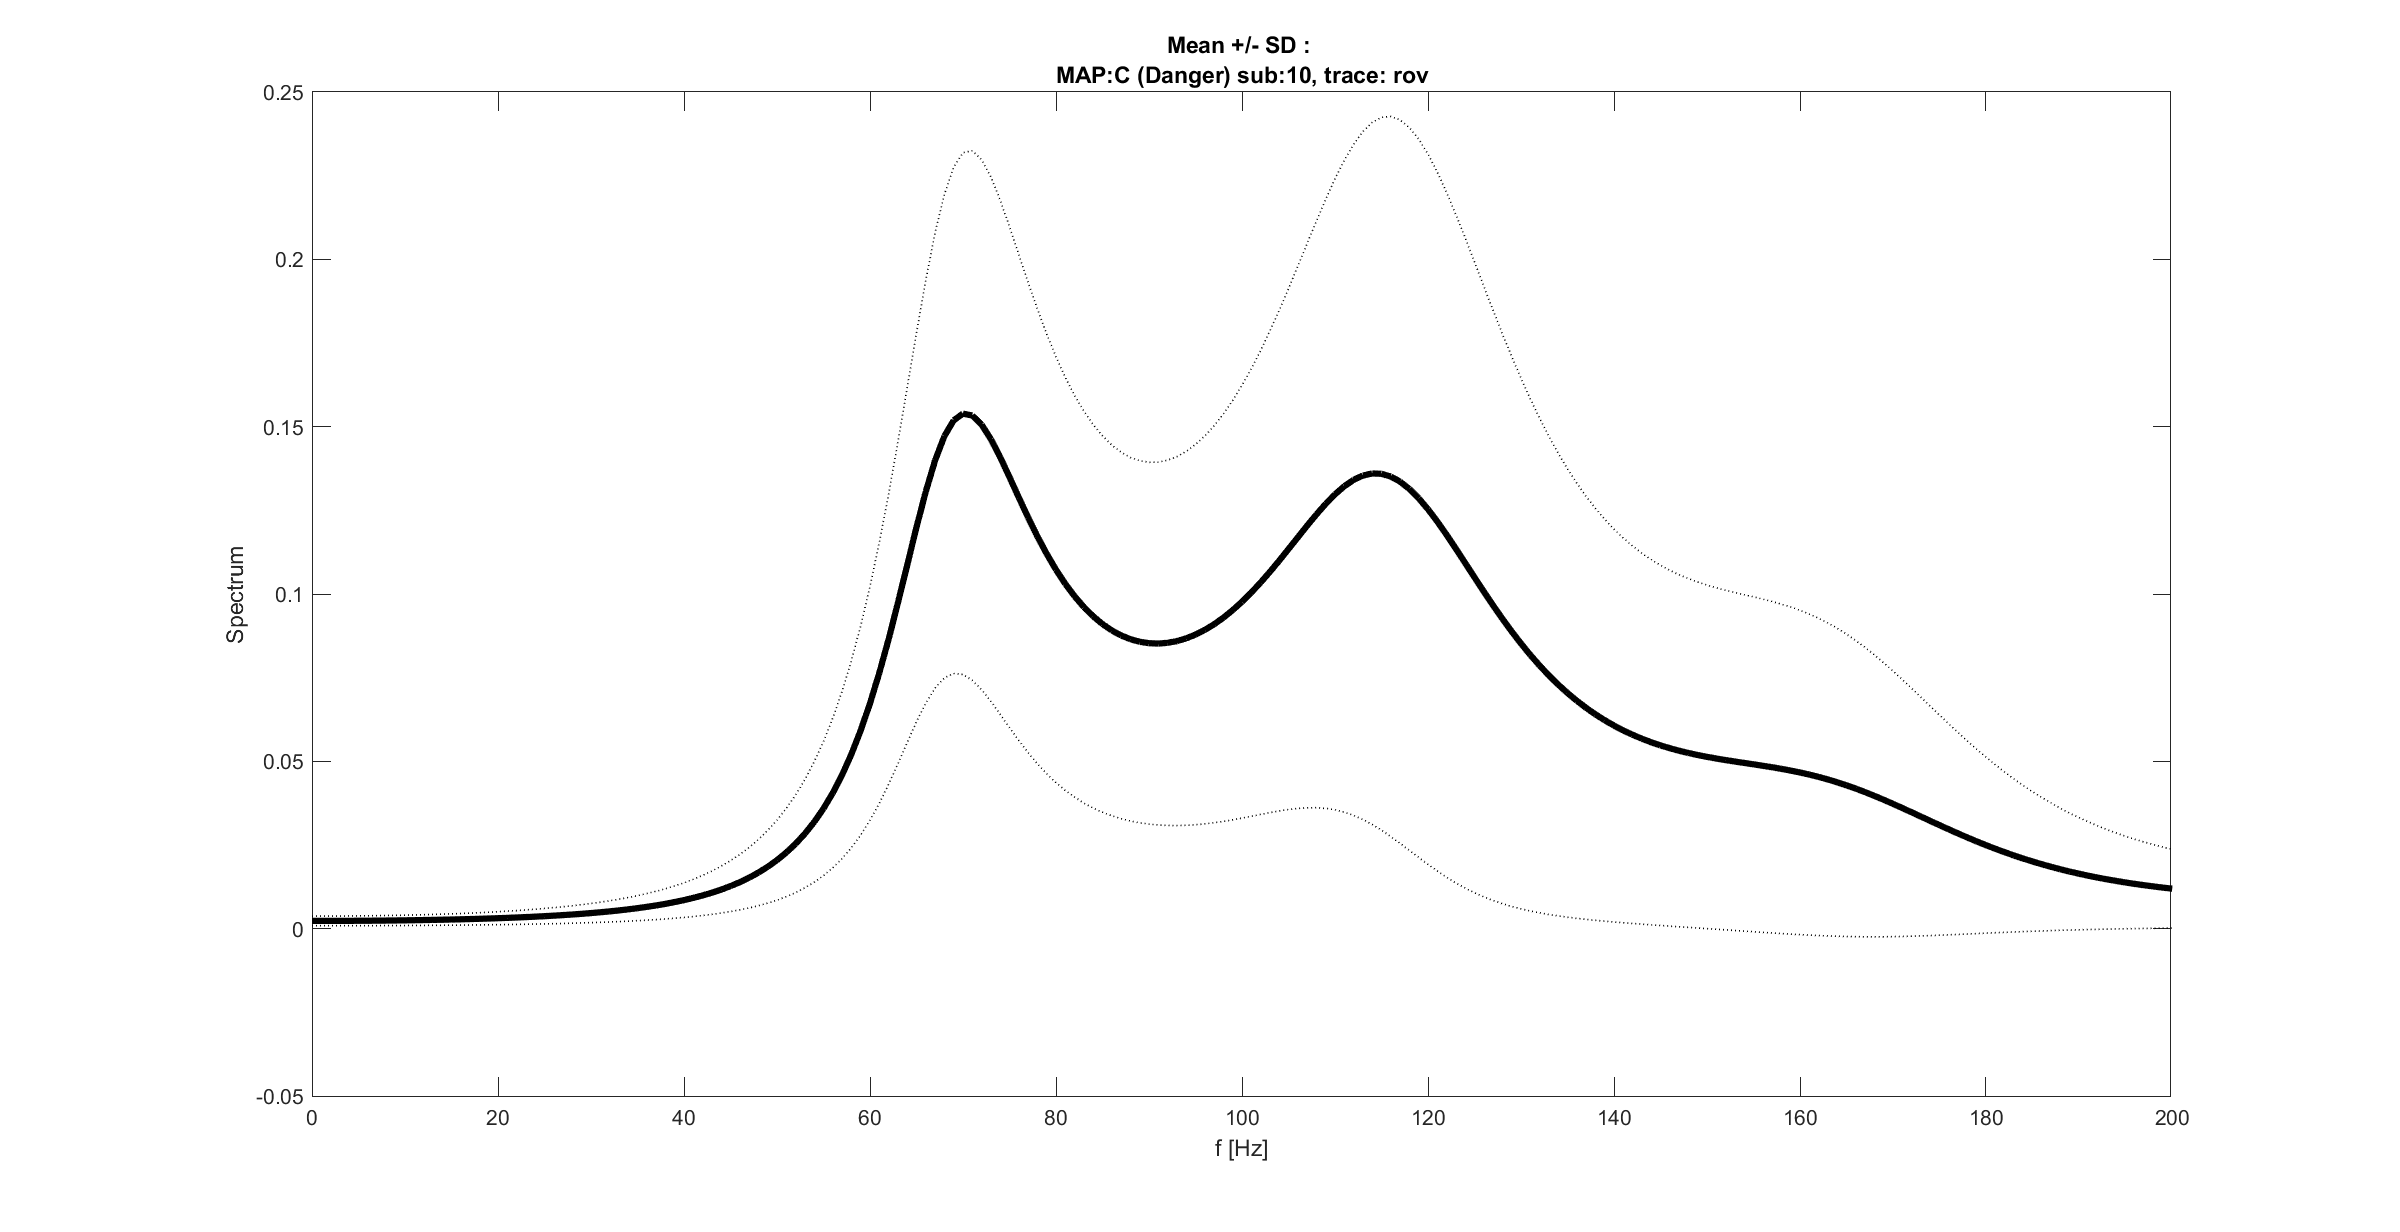 Mean +/- SD :
MAP:C (Danger) sub:10, trace: rov
0.25
0.2
0.15
0.1
0.05
0
-0.05
Spectrum
0 20 40 60 80 100 120 140 160 180 200
f [Hz]